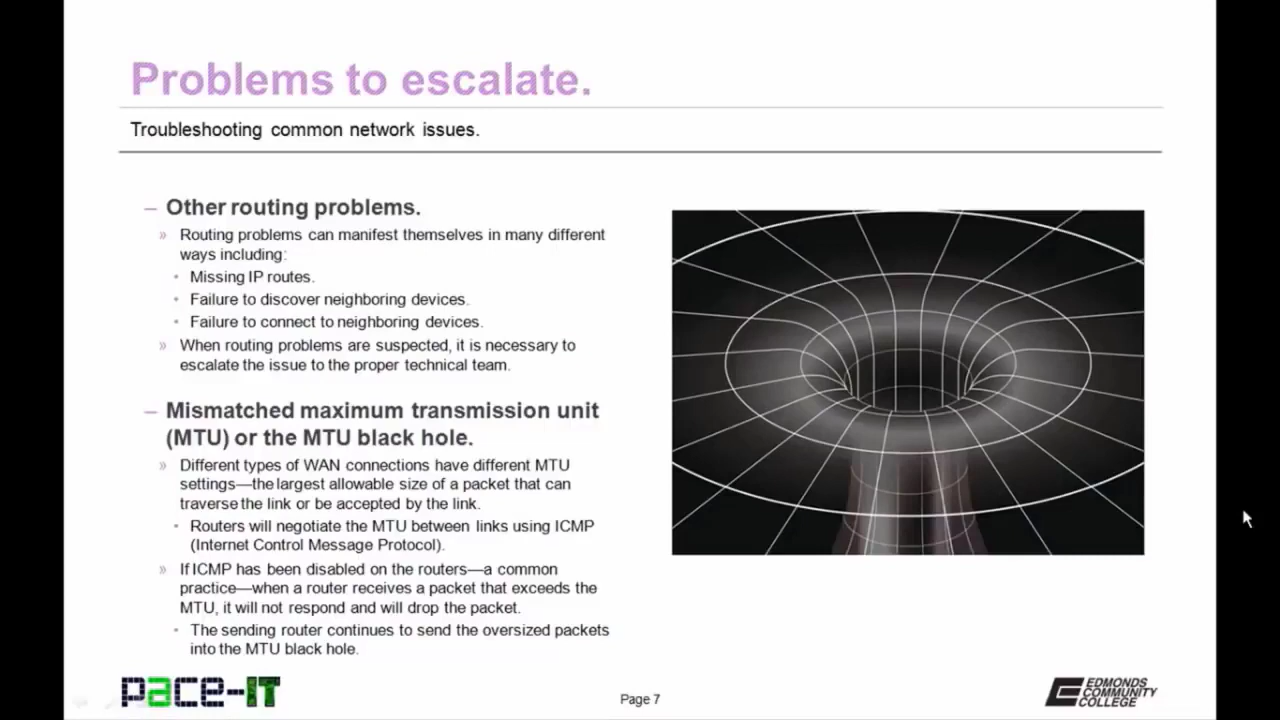 Problems to escalate.
Troubleshooting common network issues.
– Other routing problems.
» Routing problems can manifest themselves in many different
ways including:
• Missing IP routes.
• Failure to discover neighboring devices.
• Failure to connect to neighboring devices.
» When routing problems are suspected, it is necessary to
escalate the issue to the proper technical team.
– Mismatched maximum transmission unit
(MTU) or the MTU black hole.
» Different types of WAN connections have different MTU
settings—the largest allowable size of a packet that can
traverse the link or be accepted by the link.
• Routers will negotiate the MTU between links using ICMP
(Internet Control Message Protocol).
» If ICMP has been disabled on the routers—a common
practice—when a router receives a packet that exceeds the
MTU, it will not respond and will drop the packet.
• The sending router continues to send the oversized packets
into the MTU black hole.
pace-IT
Page 7
EDMONDS
COMMUNITY
COLLEGE